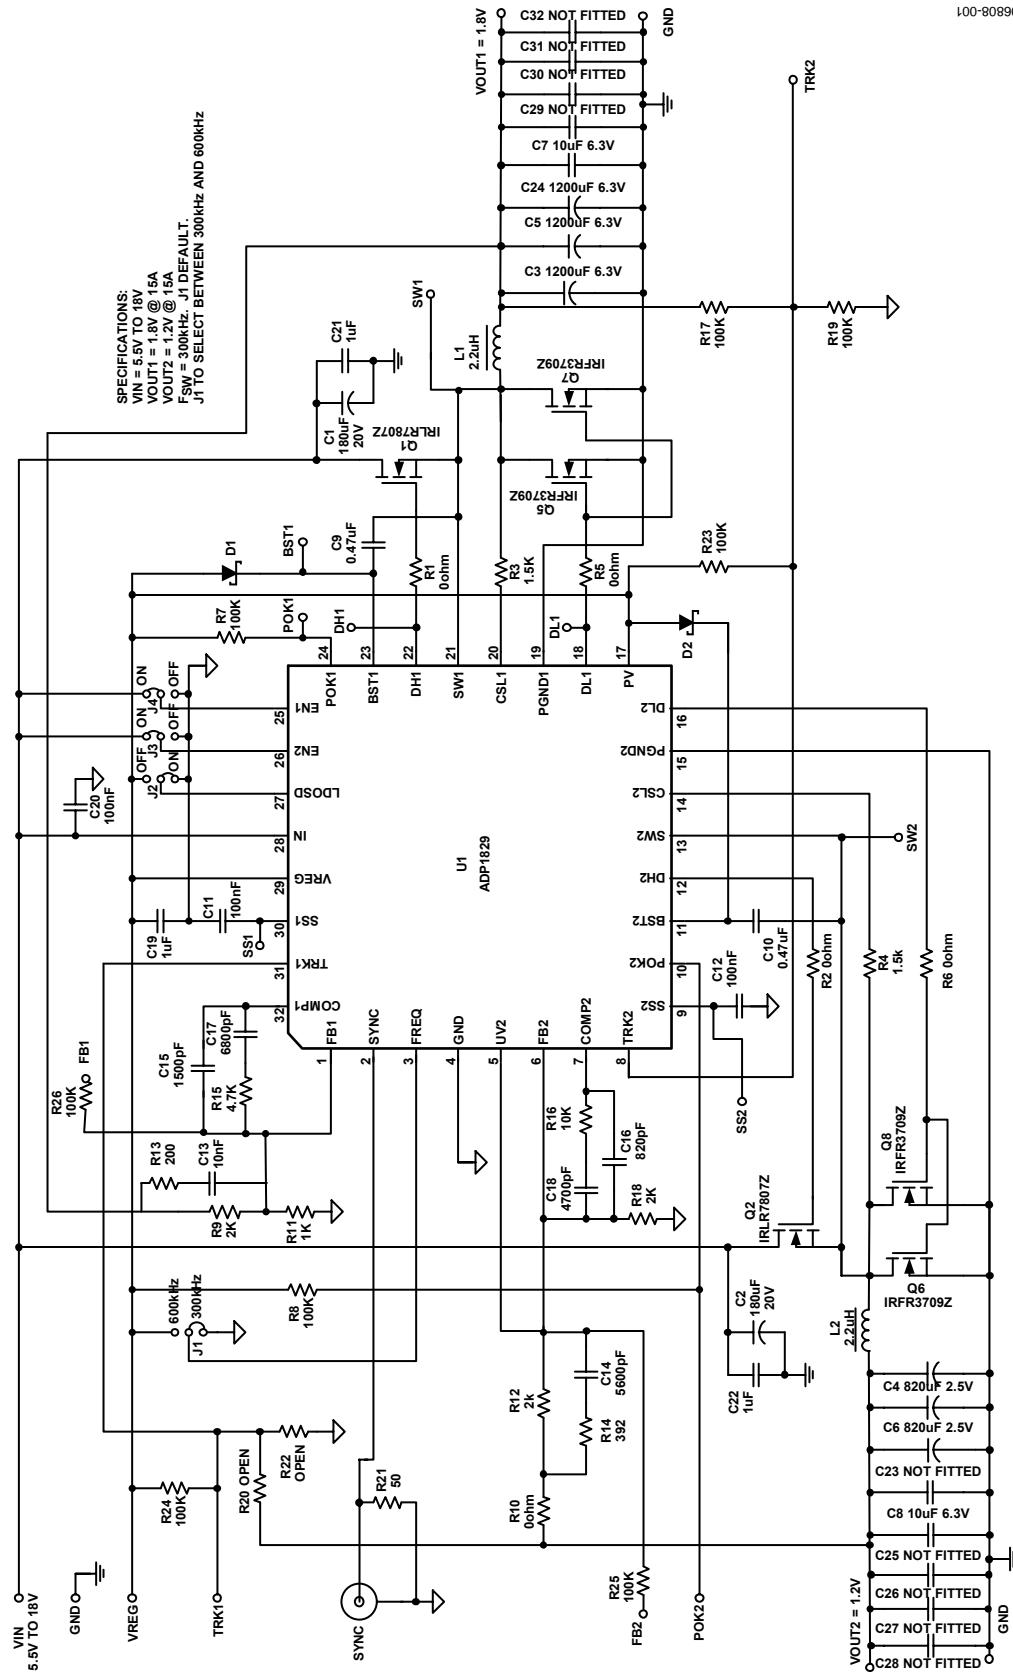 06808-001
SPECIFICATIONS:
VIN = 5.5V TO 18V
VOUT1 = 1.8V @ 15A
VOUT2 = 1.2V @ 15A
FSW = 300kHz. J1 DEFAULT.
J1 TO SELECT BETWEEN 300kHz AND 600kHz
VOUT1 = 1.8V
C32 NOT FITTED
GND
C31 NOT FITTED
C30 NOT FITTED
C29 NOT FITTED
C7 10uF 6.3V
C24 1200uF 6.3V
C5 1200uF 6.3V
C3 1200uF 6.3V
TRK2
SW1
L1
2.2uH
R17
100K
R19
100K
C21
1uF
C1
180uF
20V
Q1
IRLR7807Z
Q7
IRFR3709Z
Q5
IRFR3709Z
D1
BST1
C9
0.47uF
R1
0ohm
R3
1.5K
R5
0ohm
R23
100K
R7
100K
POK1
DH1
DL1
D2
J4
ON
OFF
J3
ON
OFF
J2
OFF
ON
C20
100nF
24
23
22
21
20
19
18
17
POK1
BST1
DH1
SW1
CSL1
PGND1
DL1
PV
25
EN1
26
EN2
27
LDOSD
28
IN
29
VREG
30
SS1
31
TRK1
32
COMP1
U1
ADP1829
DL2
16
PGND2
15
CSL2
14
SW2
13
DH2
12
BST2
11
POK2
10
SS2
9
FB1
SYNC
FREQ
GND
UV2
FB2
COMP2
TRK2
1
2
3
4
5
6
7
8
C19
1uF
C11
100nF
SS1
SW2
C10
0.47uF
C12
100nF
R2 0ohm
R4
1.5k
R6 0ohm
SS2
R26
100K
FB1
C15
1500pF
C17
6800pF
R15
4.7K
R13
200
C13
10nF
R9
2K
R11
1K
R16
10K
C16
820pF
C18
4700pF
R18
2K
Q2
IRLR7807Z
Q8
IRFR3709Z
Q6
IRFR3709Z
600kHz
300kHz
J1
R8
100K
C2
180uF
20V
C22
1uF
L2
2.2uH
R12
2k
C14
5600pF
R14
392
R10
0ohm
R24
100K
R20 OPEN
R22
OPEN
R21
50
R25
100K
C4 820uF 2.5V
C6 820uF 2.5V
C23 NOT FITTED
C8 10uF 6.3V
C25 NOT FITTED
C26 NOT FITTED
C27 NOT FITTED
C28 NOT FITTED
VIN
5.5V TO 18V
GND
VREG
TRK1
SYNC
FB2
POK2
VOUT2 = 1.2V
GND